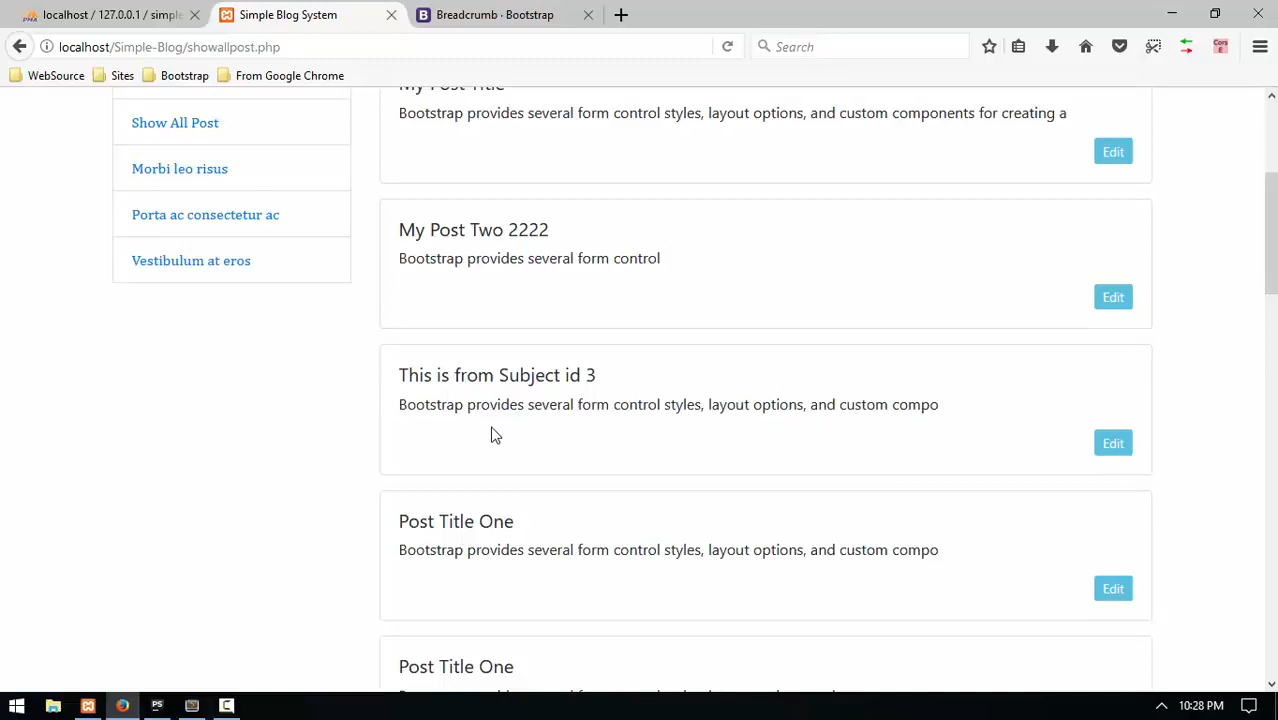 localhost / 127.0.0.1 / simple
Simple Blog System
Breadcrumb · Bootstrap
localhost/Simple-Blog/showallpost.php
Search
WebSource
Sites
Bootstrap
From Google Chrome
Show All Post
Morbi leo risus
Porta ac consectetur ac
Vestibulum at eros
My Post Title
Bootstrap provides several form control styles, layout options, and custom components for creating a
Edit
My Post Two 2222
Bootstrap provides several form control
Edit
This is from Subject id 3
Bootstrap provides several form control styles, layout options, and custom compo
Edit
Post Title One
Bootstrap provides several form control styles, layout options, and custom compo
Edit
Post Title One
10:28 PM